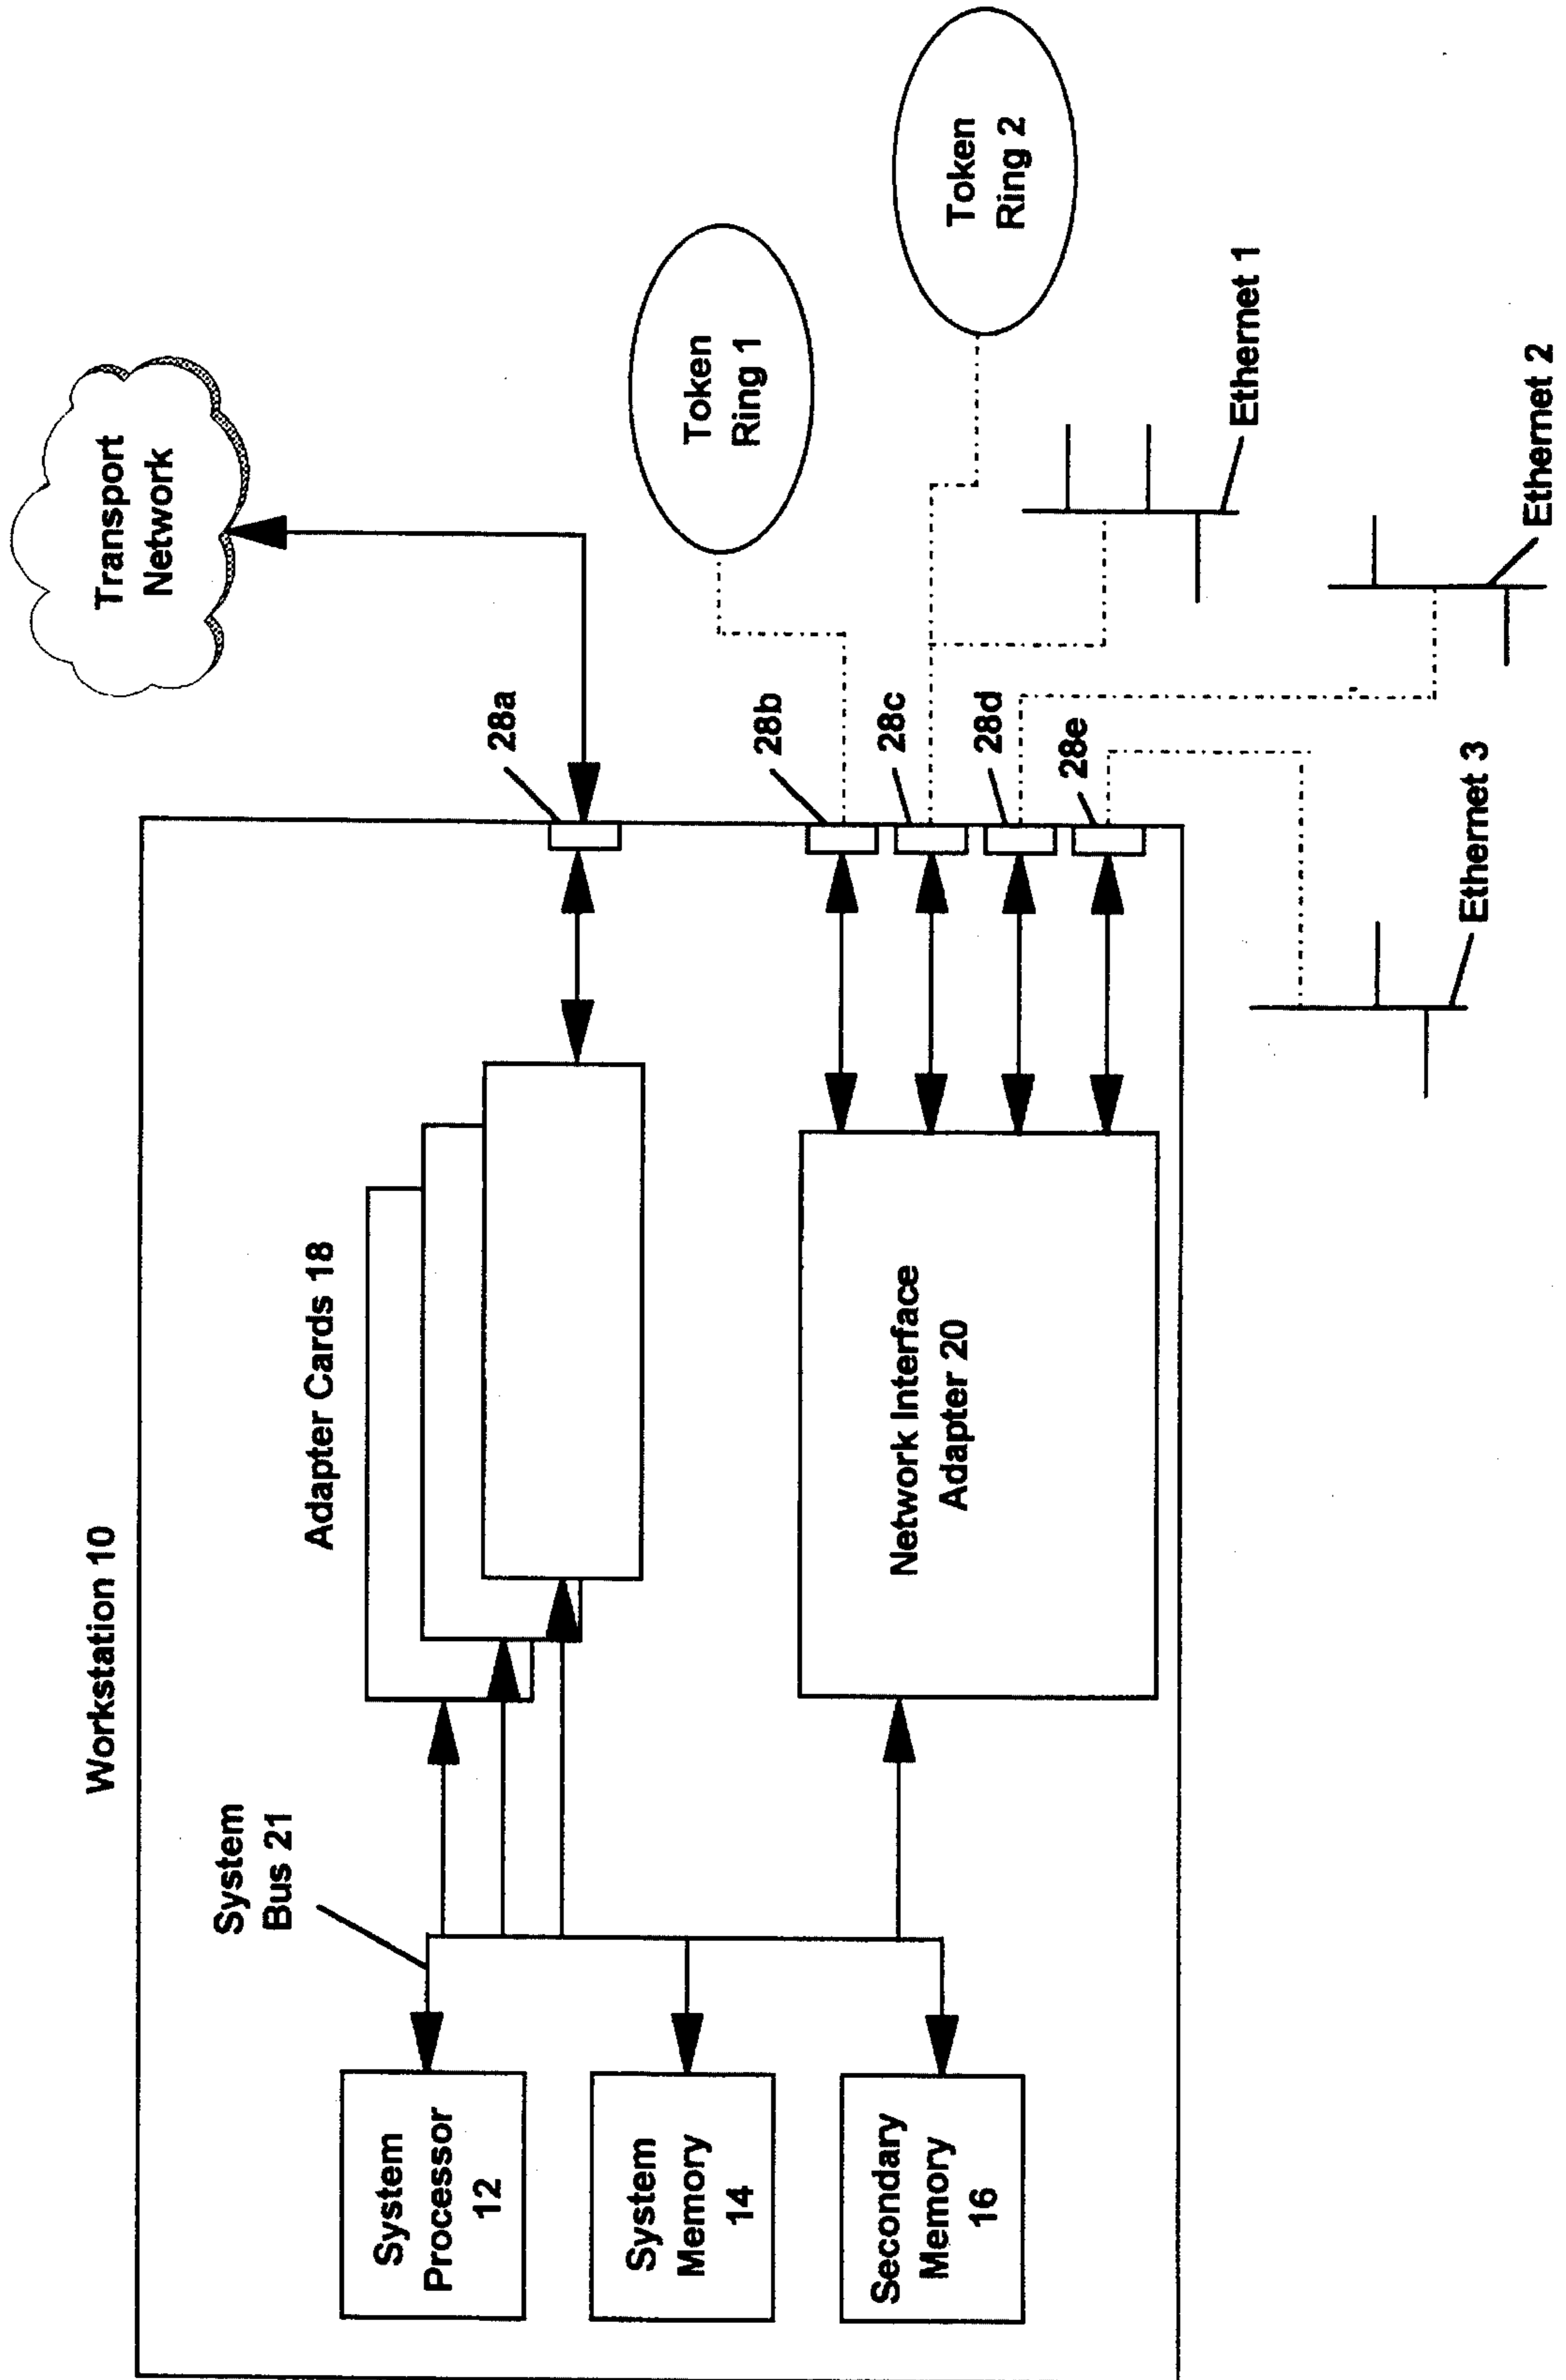 Workstation 10
System
Bus 21
Adapter Cards 18
System
Processor
12
System
Memory
14
Secondary
Memory
16
Network Interface
Adapter 20
28a
28b
28c
28d
28e
Transport
Network
Token
Ring 1
Token
Ring 2
Ethernet 1
Ethernet 2
Ethernet 3